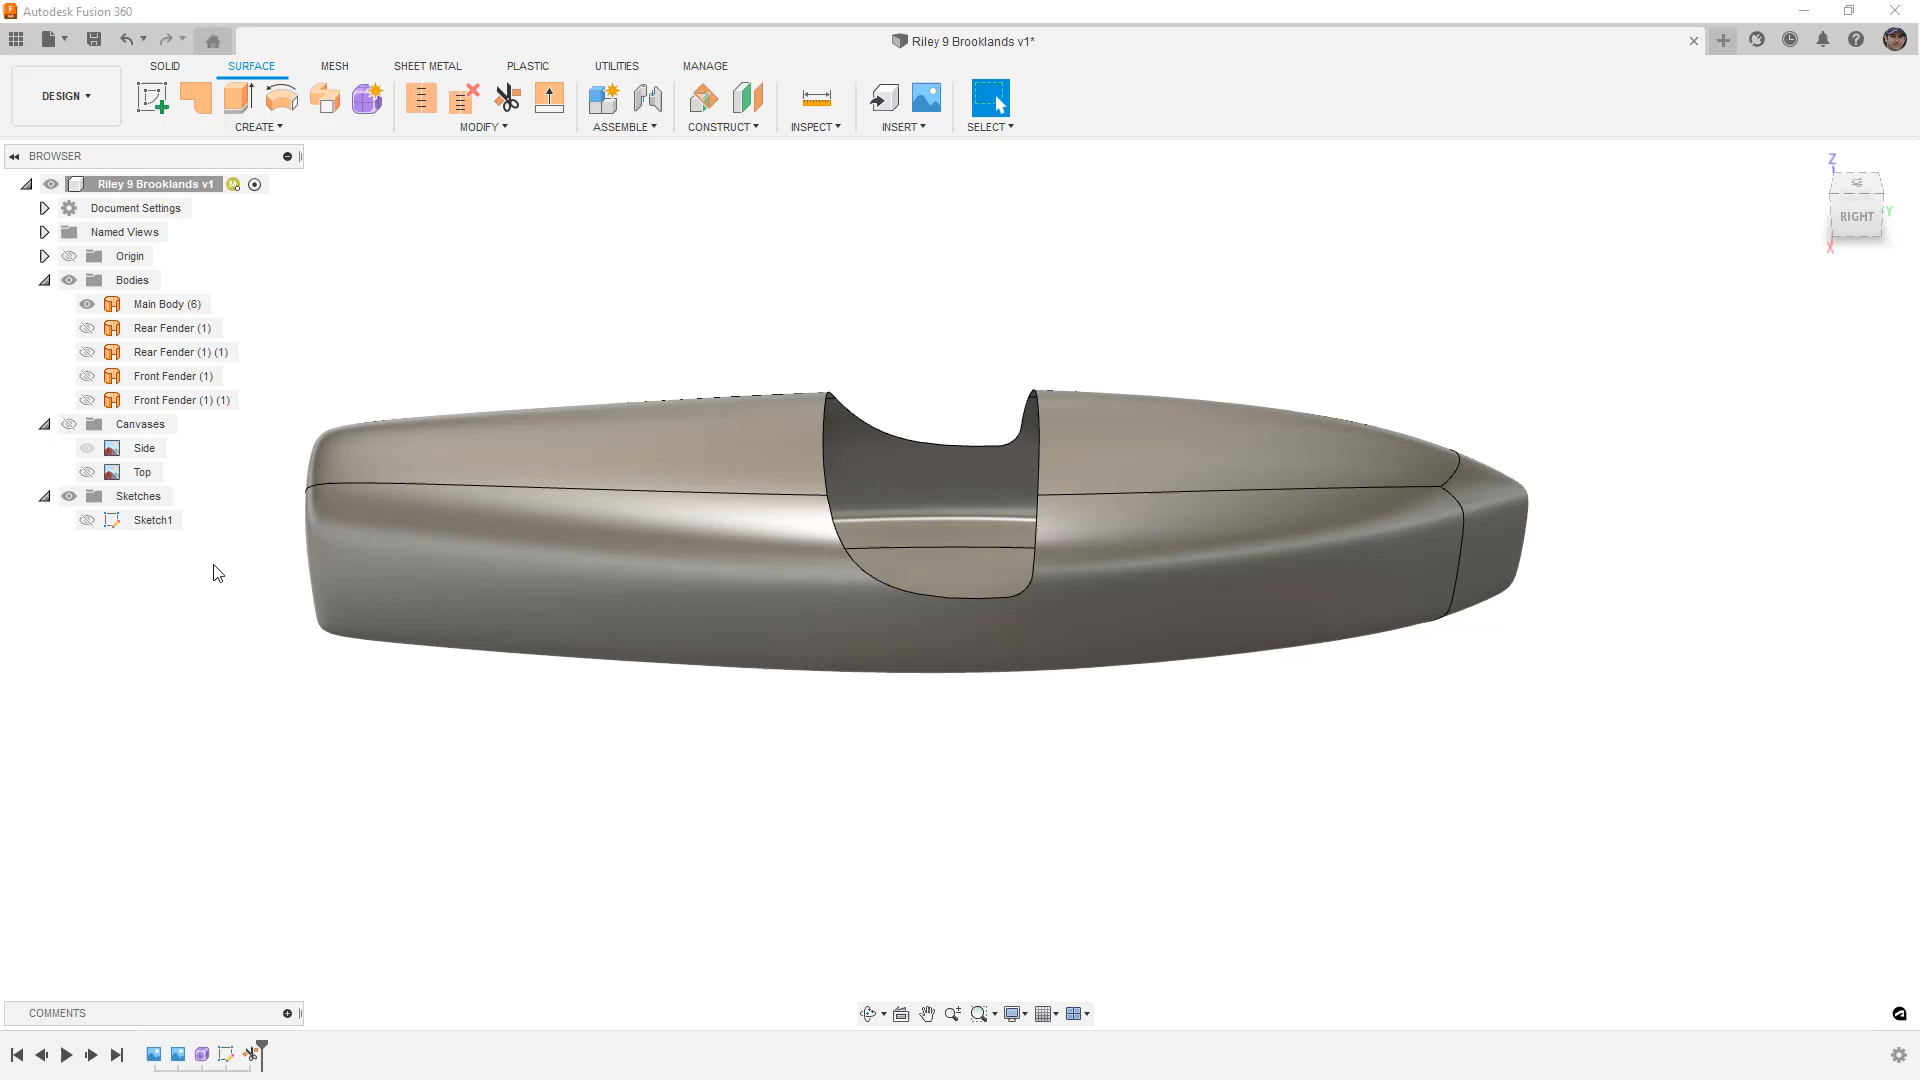 Autodesk Fusion 360
Riley 9 Brooklands v1*
SOLID SURFACE MESH SHEET METAL PLASTIC UTILITIES MANAGE
DESIGN
CREATE MODIFY ASSEMBLE CONSTRUCT INSPECT INSERT SELECT
BROWSER
Riley 9 Brooklands v1
Document Settings
Named Views
Origin
Bodies
Main Body (6)
Rear Fender (1)
Rear Fender (1) (1)
Front Fender (1)
Front Fender (1) (1)
Canvases
Side
Top
Sketches
Sketch1
Z
RIGHT
Y
X
COMMENTS